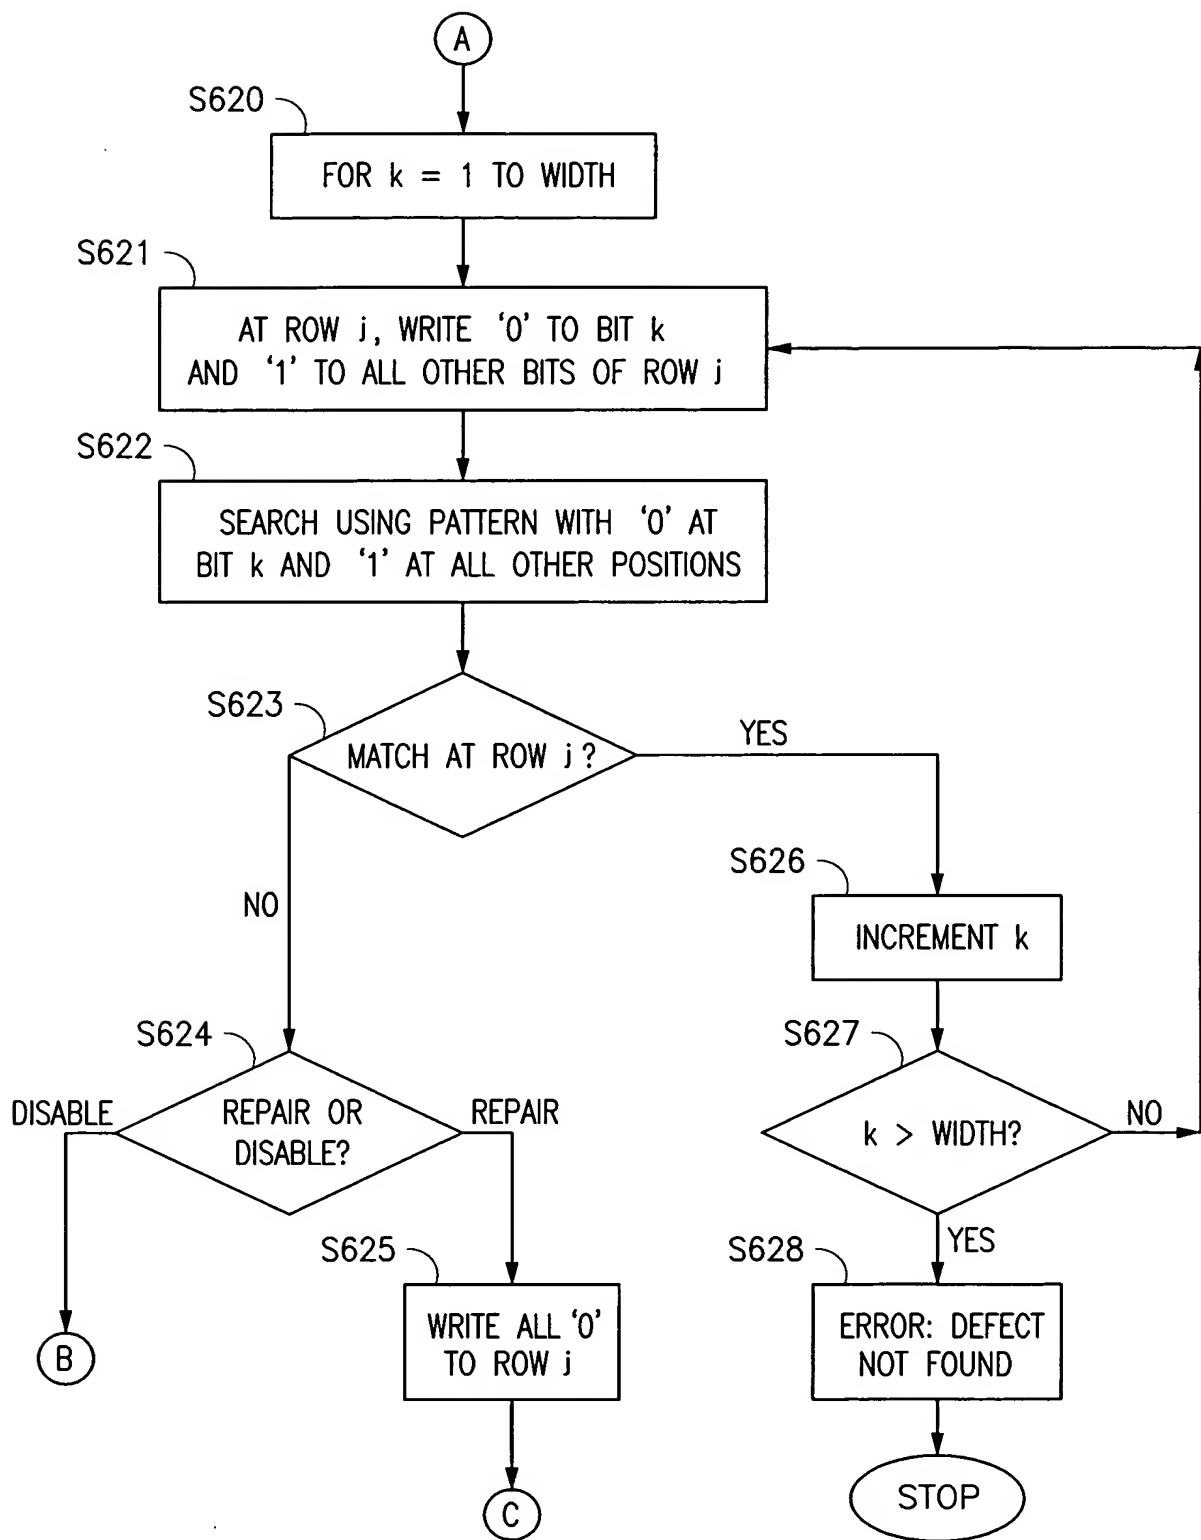 A
S620
FOR k = 1 TO WIDTH
S621
AT ROW j, WRITE ‘0’ TO BIT k
AND ‘1’ TO ALL OTHER BITS OF ROW j
S622
SEARCH USING PATTERN WITH ‘0’ AT
BIT k AND ‘1’ AT ALL OTHER POSITIONS
S623
MATCH AT ROW j?
YES
NO
S626
INCREMENT k
S624
REPAIR OR
DISABLE?
DISABLE
REPAIR
S627
k > WIDTH?
NO
YES
B
S625
WRITE ALL ‘0’
TO ROW j
S628
ERROR: DEFECT
NOT FOUND
C
STOP